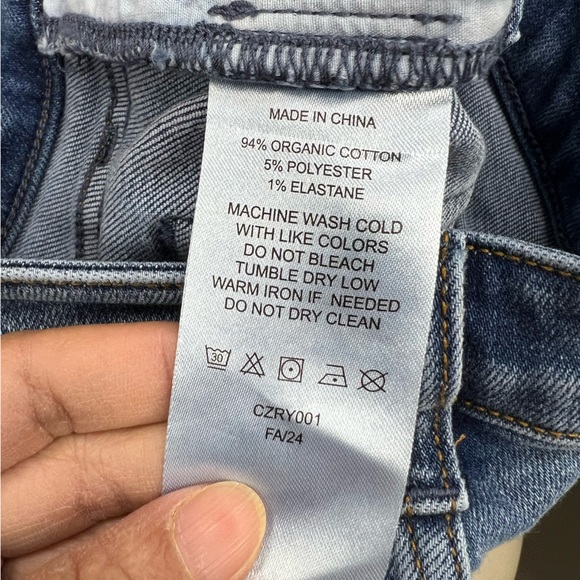 MADE IN CHINA
94% ORGANIC COTTON
5% POLYESTER
1% ELASTANE
MACHINE WASH COLD
WITH LIKE COLORS
DO NOT BLEACH
TUMBLE DRY LOW
WARM IRON IF NEEDED
DO NOT DRY CLEAN
30
CZRY001
FA/24